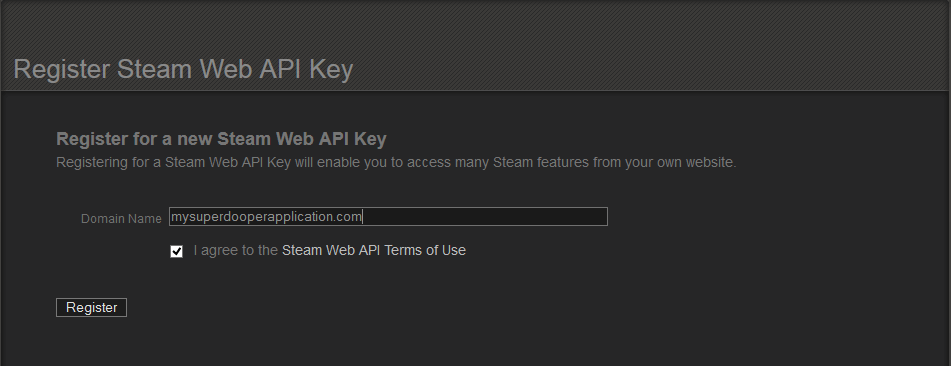 Register Steam Web API Key
Register for a new Steam Web API Key
Registering for a Steam Web API Key will enable you to access many Steam features from your own website.
Domain Name mysuperdooperapplication.com
I agree to the Steam Web API Terms of Use
Register